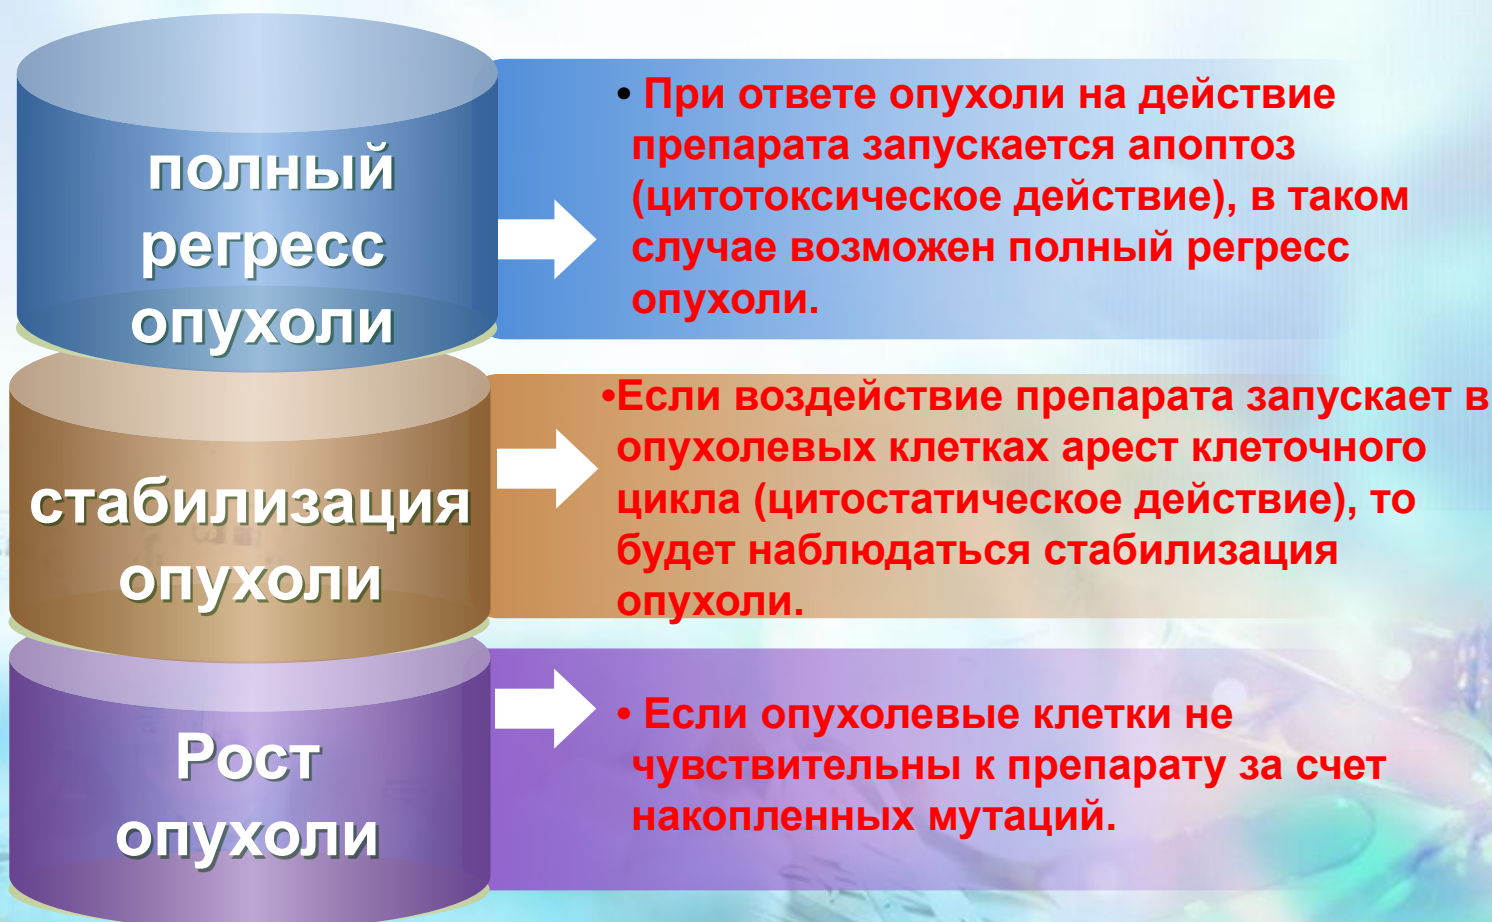 полный
регресс
опухоли
• При ответе опухоли на действие
препарата запускается апоптоз
(цитотоксическое действие), в таком
случае возможен полный регресс
опухоли.
стабилизация
опухоли
•Если воздействие препарата запускает в
опухолевых клетках арест клеточного
цикла (цитостатическое действие), то
будет наблюдаться стабилизация
опухоли.
Рост
опухоли
• Если опухолевые клетки не
чувствительны к препарату за счет
накопленных мутаций.